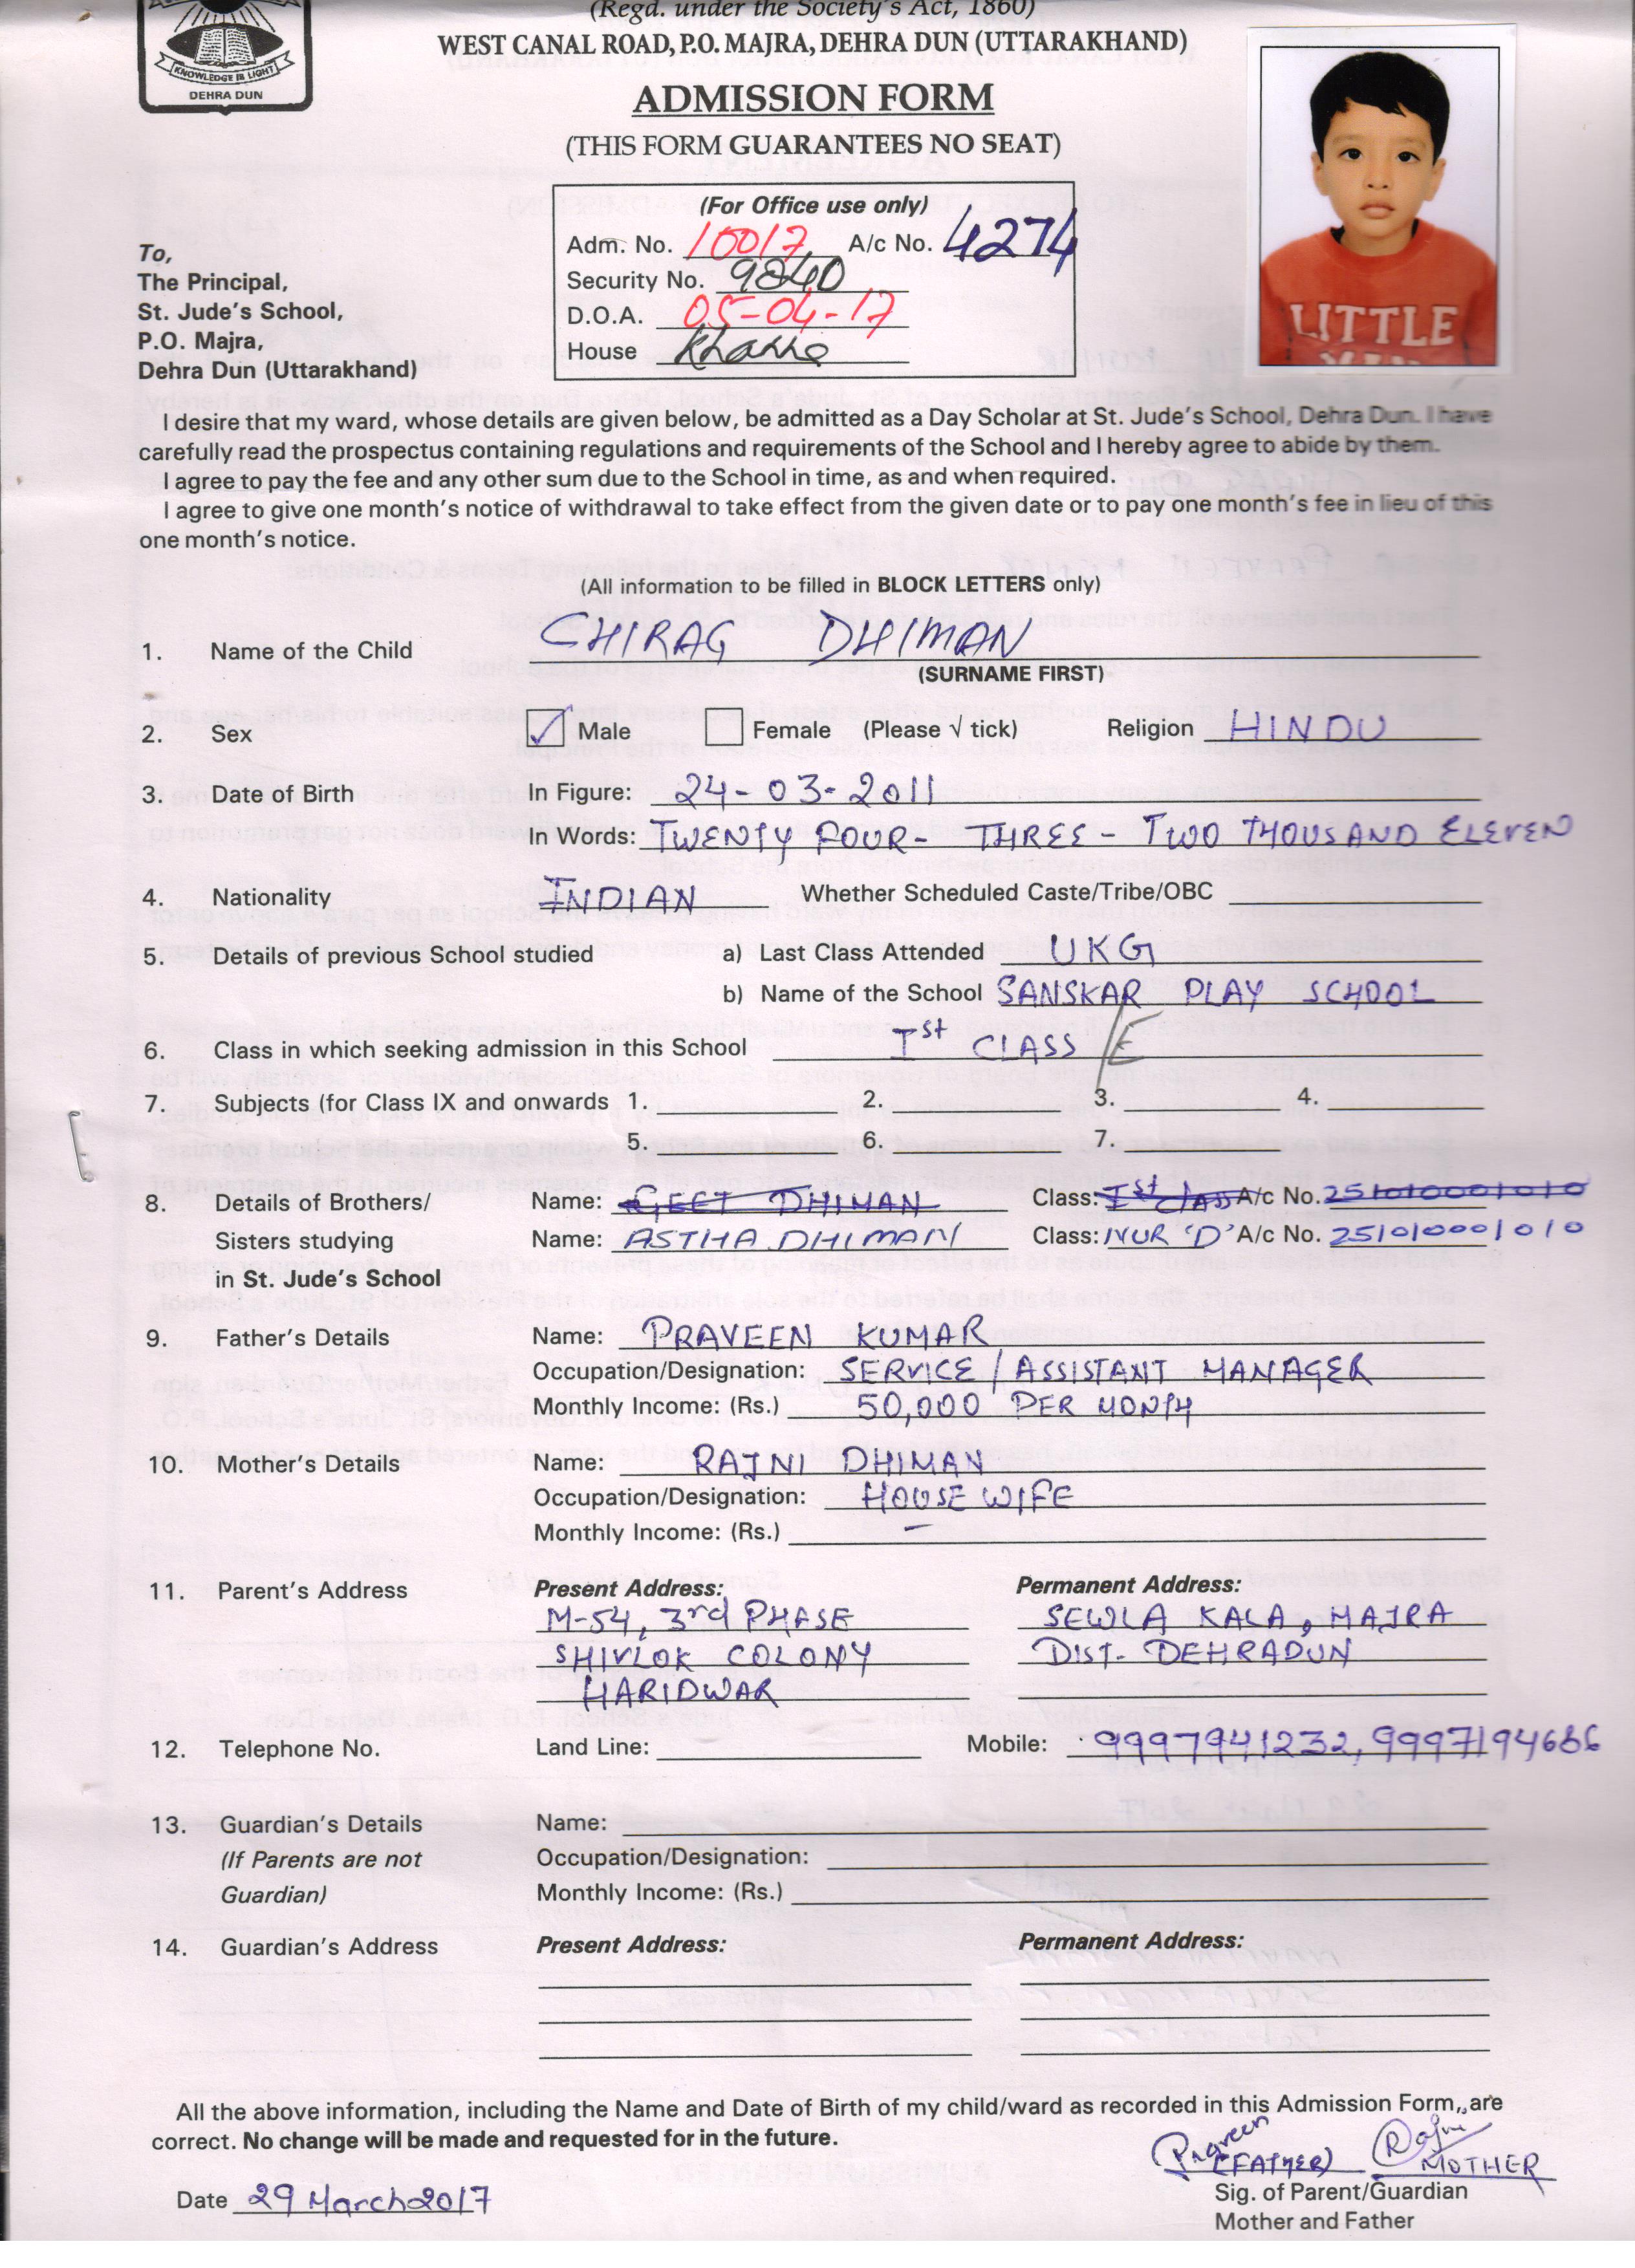 (Regd. under the Society's Act, 1860)
WEST CANAL ROAD, P.O. MAJRA, DEHRA DUN (UTTARAKHAND)
KNOWLEDGE IS LIGHT
DEHRA DUN
ADMISSION FORM
(THIS FORM GUARANTEES NO SEAT)
(For Office use only)
Adm. No. 10017 A/c No. 4274
Security No. 9840
D.O.A. 05-04-17
House
LITTLE
To,
The Principal,
St. Jude's School,
P.O. Majra,
Dehra Dun (Uttarakhand)
I desire that my ward, whose details are given below, be admitted as a Day Scholar at St. Jude's School, Dehra Dun. I have
carefully read the prospectus containing regulations and requirements of the School and I hereby agree to abide by them.
I agree to pay the fee and any other sum due to the School in time, as and when required.
I agree to give one month's notice of withdrawal to take effect from the given date or to pay one month's fee in lieu of this
one month's notice.
(All information to be filled in BLOCK LETTERS only)
1. Name of the Child CHIRAG DHIMAN
(SURNAME FIRST)
2. Sex Male Female (Please √ tick) Religion HINDU
3. Date of Birth In Figure: 24-03-2011
In Words: TWENTY FOUR- THREE - TWO THOUSAND ELEVEN
4. Nationality INDIAN Whether Scheduled Caste/Tribe/OBC
5. Details of previous School studied a) Last Class Attended UKG
b) Name of the School SANSKAR PLAY SCHOOL
6. Class in which seeking admission in this School Ist CLASS /E
7. Subjects (for Class IX and onwards 1. 2. 3. 4.
5. 6. 7.
8. Details of Brothers/ Name: GEET DHIMAN Class: Ist class A/c No. 251010001010
Sisters studying Name: ASTHA DHIMAN Class: NUR 'D' A/c No. 251010001010
in St. Jude's School
9. Father's Details Name: PRAVEEN KUMAR
Occupation/Designation: SERVICE / ASSISTANT MANAGER
Monthly Income: (Rs.) 50,000 PER MONTH
10. Mother's Details Name: RAJNI DHIMAN
Occupation/Designation: HOUSE WIFE
Monthly Income: (Rs.) -
11. Parent's Address Present Address: Permanent Address:
M-54, 3rd PHASE SEWLA KALA, MAJRA
SHIVLOK COLONY DIST- DEHRADUN
HARIDWAR
12. Telephone No. Land Line: Mobile: 9997941232, 9997194686
13. Guardian's Details Name:
(If Parents are not Occupation/Designation:
Guardian) Monthly Income: (Rs.)
14. Guardian's Address Present Address: Permanent Address:
All the above information, including the Name and Date of Birth of my child/ward as recorded in this Admission Form, are
correct. No change will be made and requested for in the future.
Praveen Rajni
(FATHER) MOTHER
Date 29 March 2017
Sig. of Parent/Guardian
Mother and Father